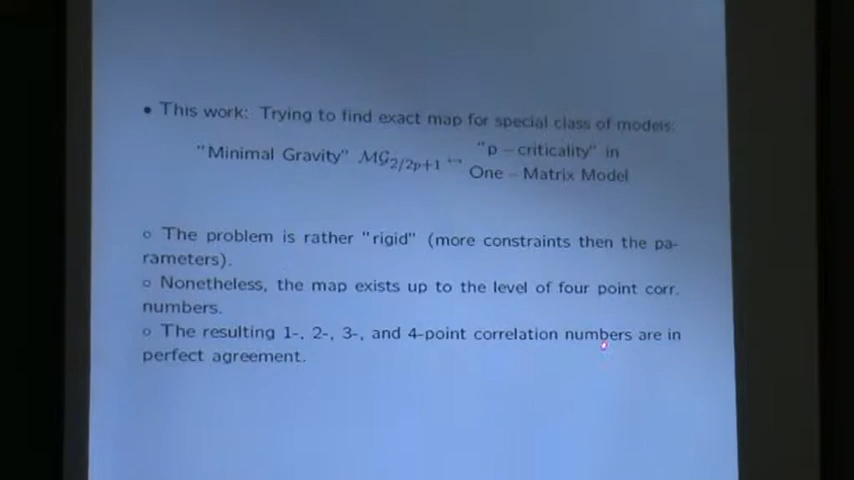 • This work: Trying to find exact map for special class of models:
"Minimal Gravity" MG2/2p+1 ↔ "p – criticality" in
One – Matrix Model
○ The problem is rather "rigid" (more constraints then the pa-
rameters).
○ Nonetheless, the map exists up to the level of four point corr.
numbers.
○ The resulting 1-, 2-, 3-, and 4-point correlation numbers are in
perfect agreement.